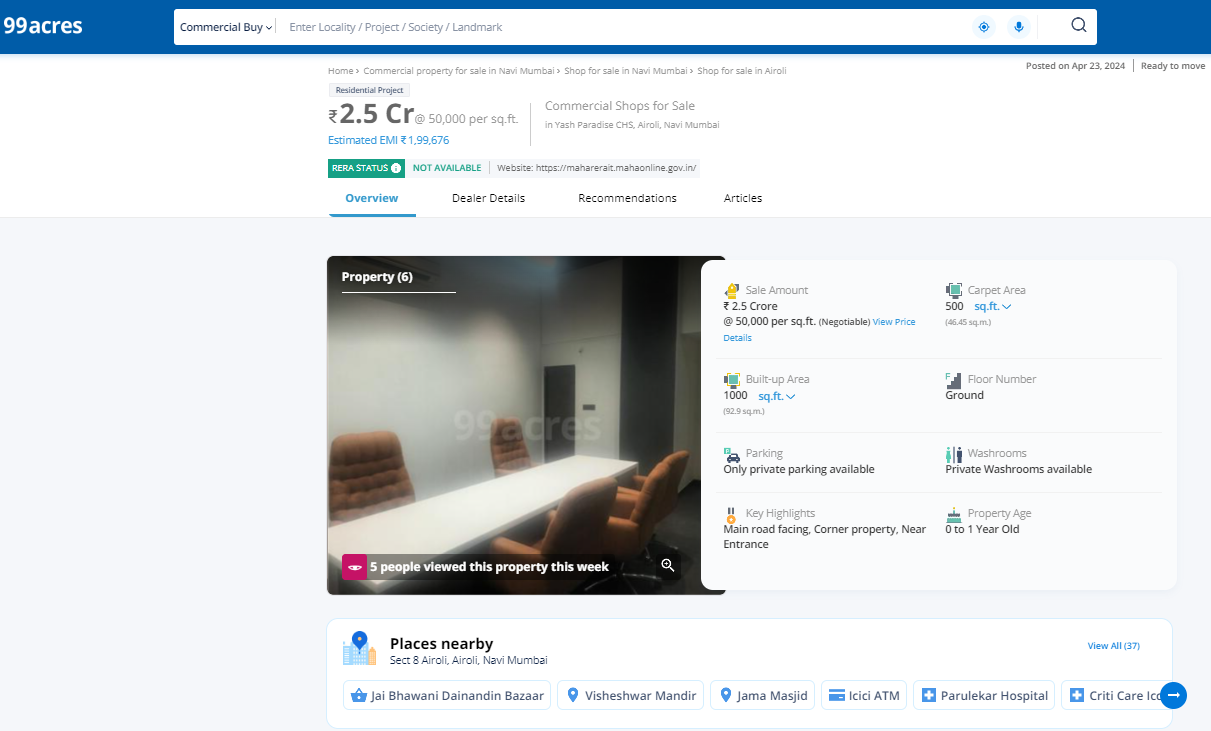 99acres
Commercial Buy
Enter Locality / Project / Society / Landmark
Home › Commercial property for sale in Navi Mumbai › Shop for sale in Navi Mumbai › Shop for sale in Airoli
Posted on Apr 23, 2024 | Ready to move
Residential Project
₹2.5 Cr @ 50,000 per sq.ft.
Estimated EMI ₹ 1,99,676
Commercial Shops for Sale
in Yash Paradise CHS, Airoli, Navi Mumbai
RERA STATUS NOT AVAILABLE | Website: https://maharerait.mahaonline.gov.in/
Overview Dealer Details Recommendations Articles
Property (6)
99acres
5 people viewed this property this week
Sale Amount
₹ 2.5 Crore
@ 50,000 per sq.ft. (Negotiable) View Price
Details
Carpet Area
500 sq.ft.
(46.45 sq.m.)
Built-up Area
1000 sq.ft.
(92.9 sq.m.)
F
Floor Number
Ground
P
Parking
Only private parking available
Washrooms
Private Washrooms available
Key Highlights
Main road facing, Corner property, Near
Entrance
Property Age
0 to 1 Year Old
Places nearby
Sect 8 Airoli, Airoli, Navi Mumbai
View All (37)
Jai Bhawani Dainandin Bazaar
Visheshwar Mandir
Jama Masjid
Icici ATM
Parulekar Hospital
Criti Care